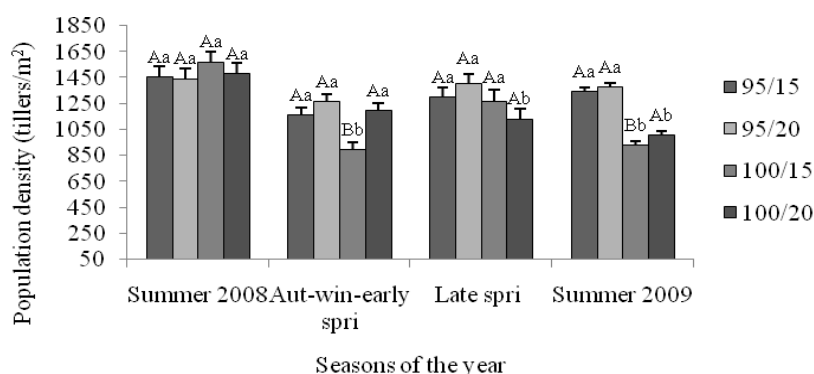 Population density (tillers/m²)
1850
1650
1450
1250
1050
850
650
450
250
50
Aa Aa Aa Aa
Aa Aa Bb Aa
Aa Aa Aa Ab
Aa Aa Bb Ab
Summer 2008 Aut-win-early spri Late spri Summer 2009
Seasons of the year
95/15
95/20
100/15
100/20